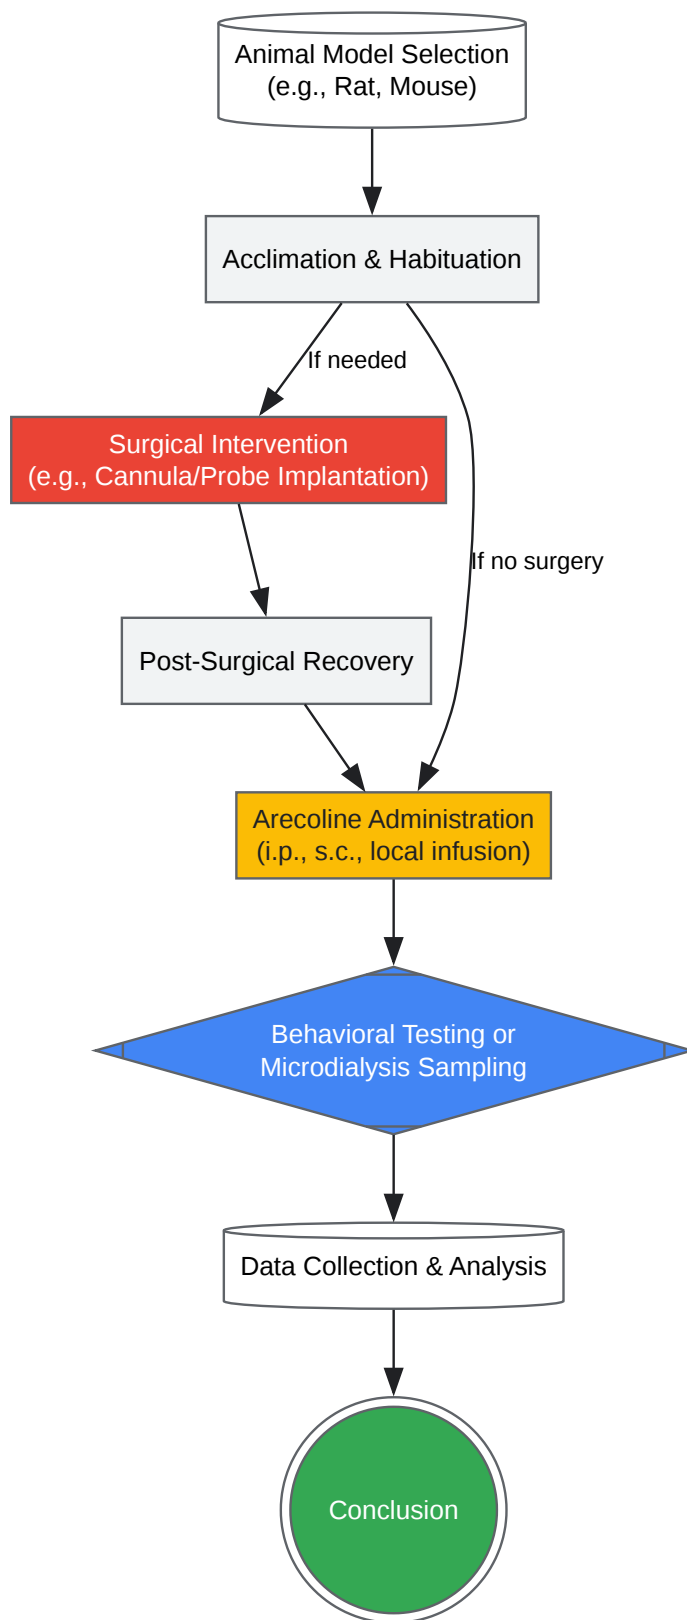 Animal Model Selection
(e.g., Rat, Mouse)
Acclimation & Habituation
If needed
Surgical Intervention
(e.g., Cannula/Probe Implantation)
If no surgery
Post-Surgical Recovery
Arecoline Administration
(i.p., s.c., local infusion)
Behavioral Testing or
Microdialysis Sampling
Data Collection & Analysis
Conclusion